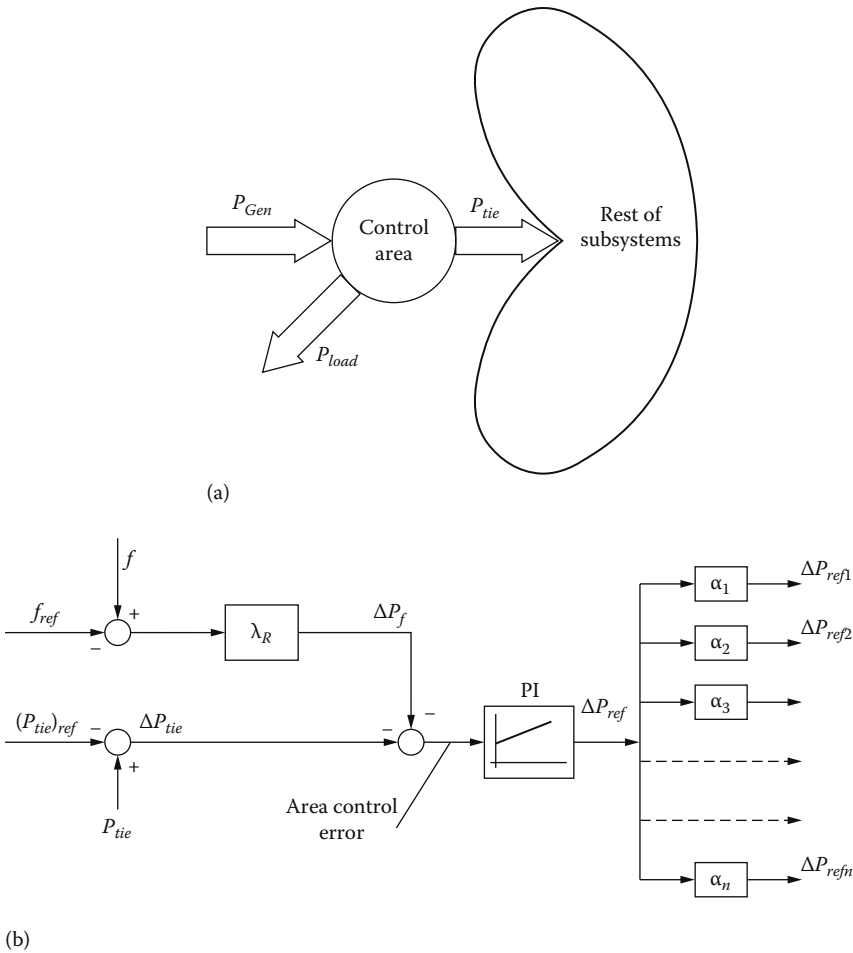 P_Gen
Control
area
P_tie
Rest of
subsystems
P_load
(a)
f
f_ref
+
−
λ_R
ΔP_f
(P_tie)_ref
−
ΔP_tie
+
P_tie
−
−
Area control
error
PI
ΔP_ref
α_1
ΔP_ref1
α_2
ΔP_ref2
α_3
α_n
ΔP_refn
(b)